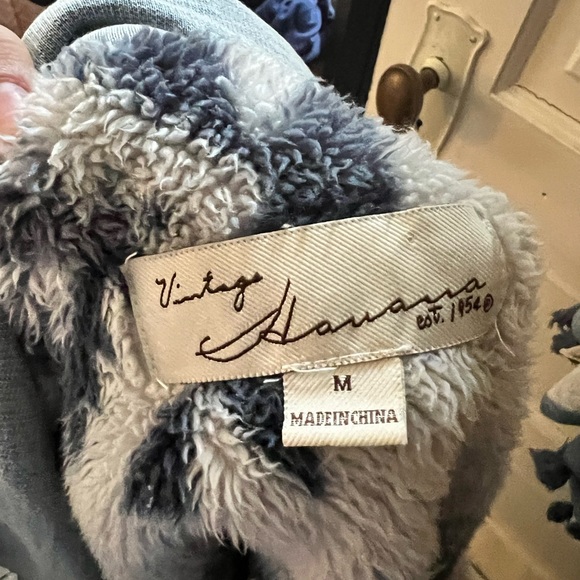 Vintage
Havana
est. 1954®
M
MADEINCHINA